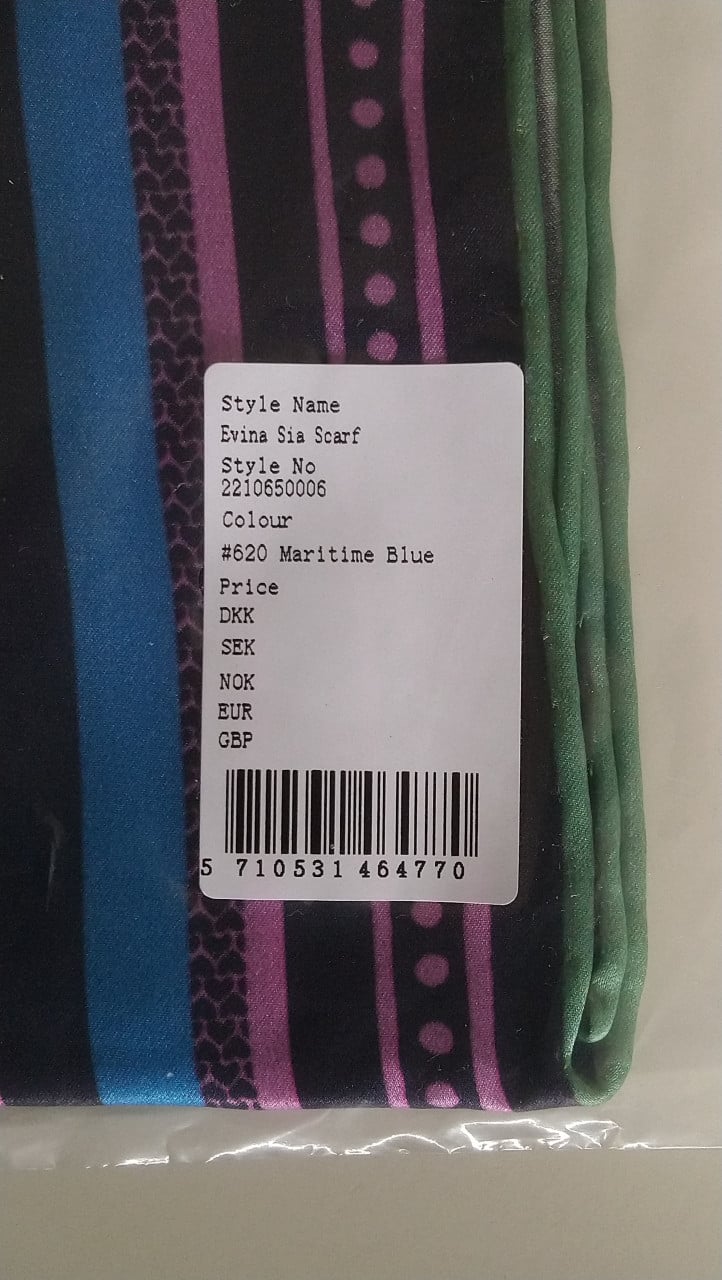 Style Name
Evina Sia Scarf
Style No
2210650006
Colour
#620 Maritime Blue
Price
DKK
SEK
NOK
EUR
GBP
5 710531 464770